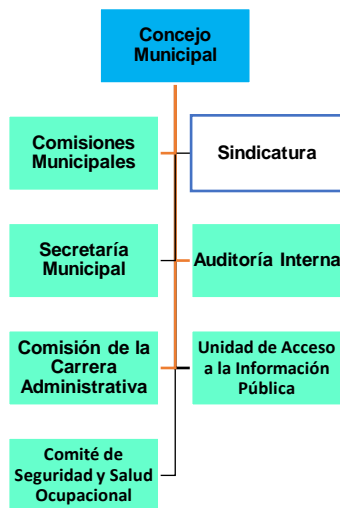 Concejo
Municipal
Comisiones
Municipales
Sindicatura
Secretaría
Municipal
Auditoría Interna
Comisión de la
Carrera
Administrativa
Unidad de Acceso
a la Información
Pública
Comité de
Seguridad y Salud
Ocupacional